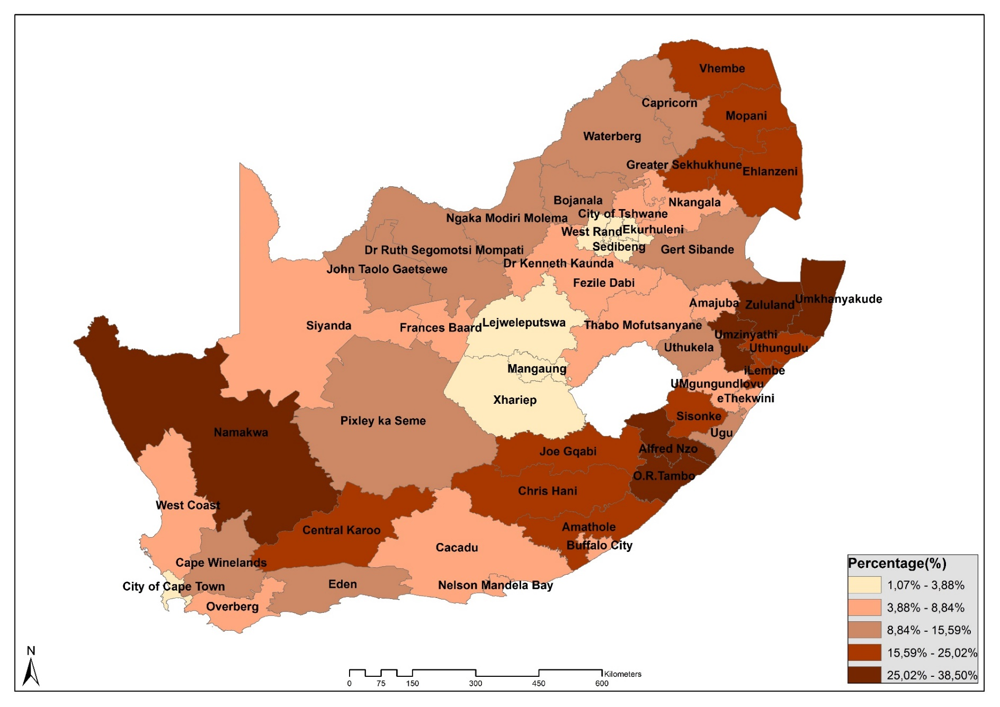 Vhembe
Capricorn
Mopani
Waterberg
Greater Sekhukhune
Ehlanzeni
Bojanala
Nkangala
City of Tshwane
Ngaka Modiri Molema
West Rand
Ekurhuleni
Sedibeng
Gert Sibande
Dr Ruth Segomotsi Mompati
Dr Kenneth Kaunda
John Taolo Gaetsewe
Fezile Dabi
Amajuba
Zululand
Umkhanyakude
Siyanda
Frances Baard
Lejweleputswa
Thabo Mofutsanyane
Umzinyathi
Uthukela
Uthungulu
Mangaung
iLembe
UMgungundlovu
eThekwini
Xhariep
Sisonke
Pixley ka Seme
Namakwa
Ugu
Joe Gqabi
Alfred Nzo
O.R.Tambo
Chris Hani
West Coast
Central Karoo
Amathole
Buffalo City
Cacadu
Cape Winelands
City of Cape Town
Eden
Nelson Mandela Bay
Overberg
Percentage(%)
1,07% - 3,88%
3,88% - 8,84%
8,84% - 15,59%
15,59% - 25,02%
25,02% - 38,50%
N
Kilometers
0 75 150 300 450 600